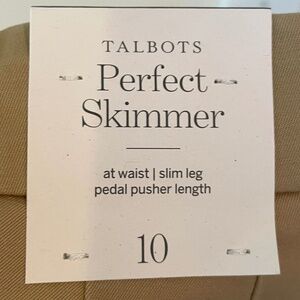 TALBOTS
Perfect
Skimmer
at waist | slim leg
pedal pusher length
10